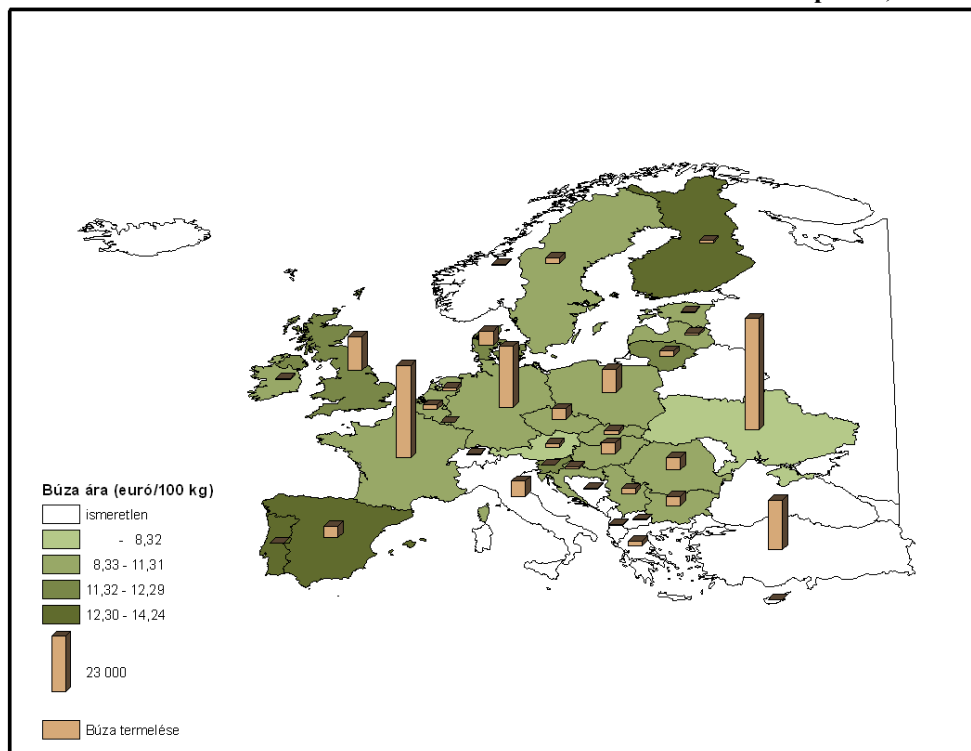 Búza ára (euró/100 kg)
ismeretlen
- 8,32
8,33 - 11,31
11,32 - 12,29
12,30 - 14,24
23 000
Búza termelése